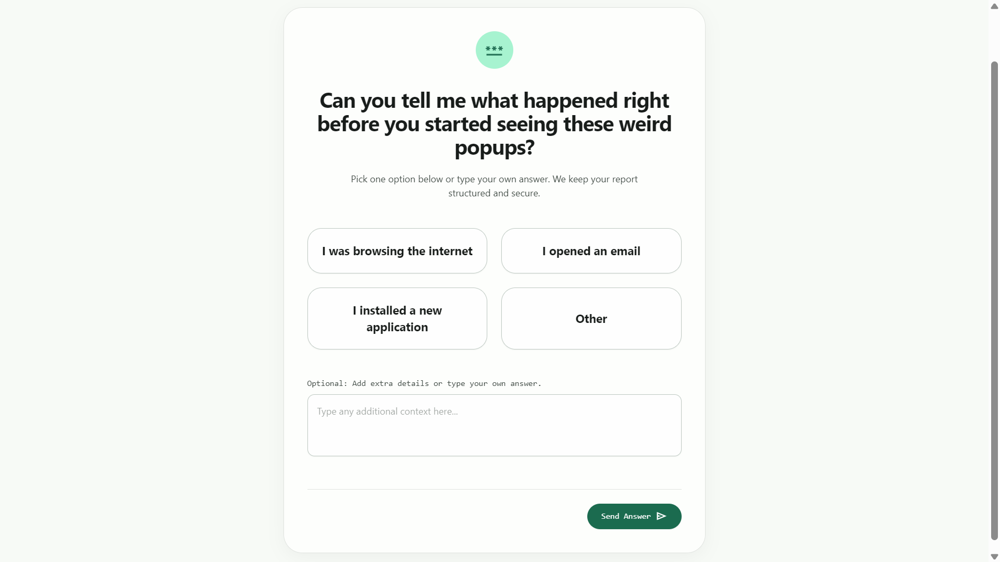 ***
Can you tell me what happened right
before you started seeing these weird
popups?
Pick one option below or type your own answer. We keep your report
structured and secure.
I was browsing the internet
I opened an email
I installed a new
application
Other
Optional: Add extra details or type your own answer.
Type any additional context here...
Send Answer